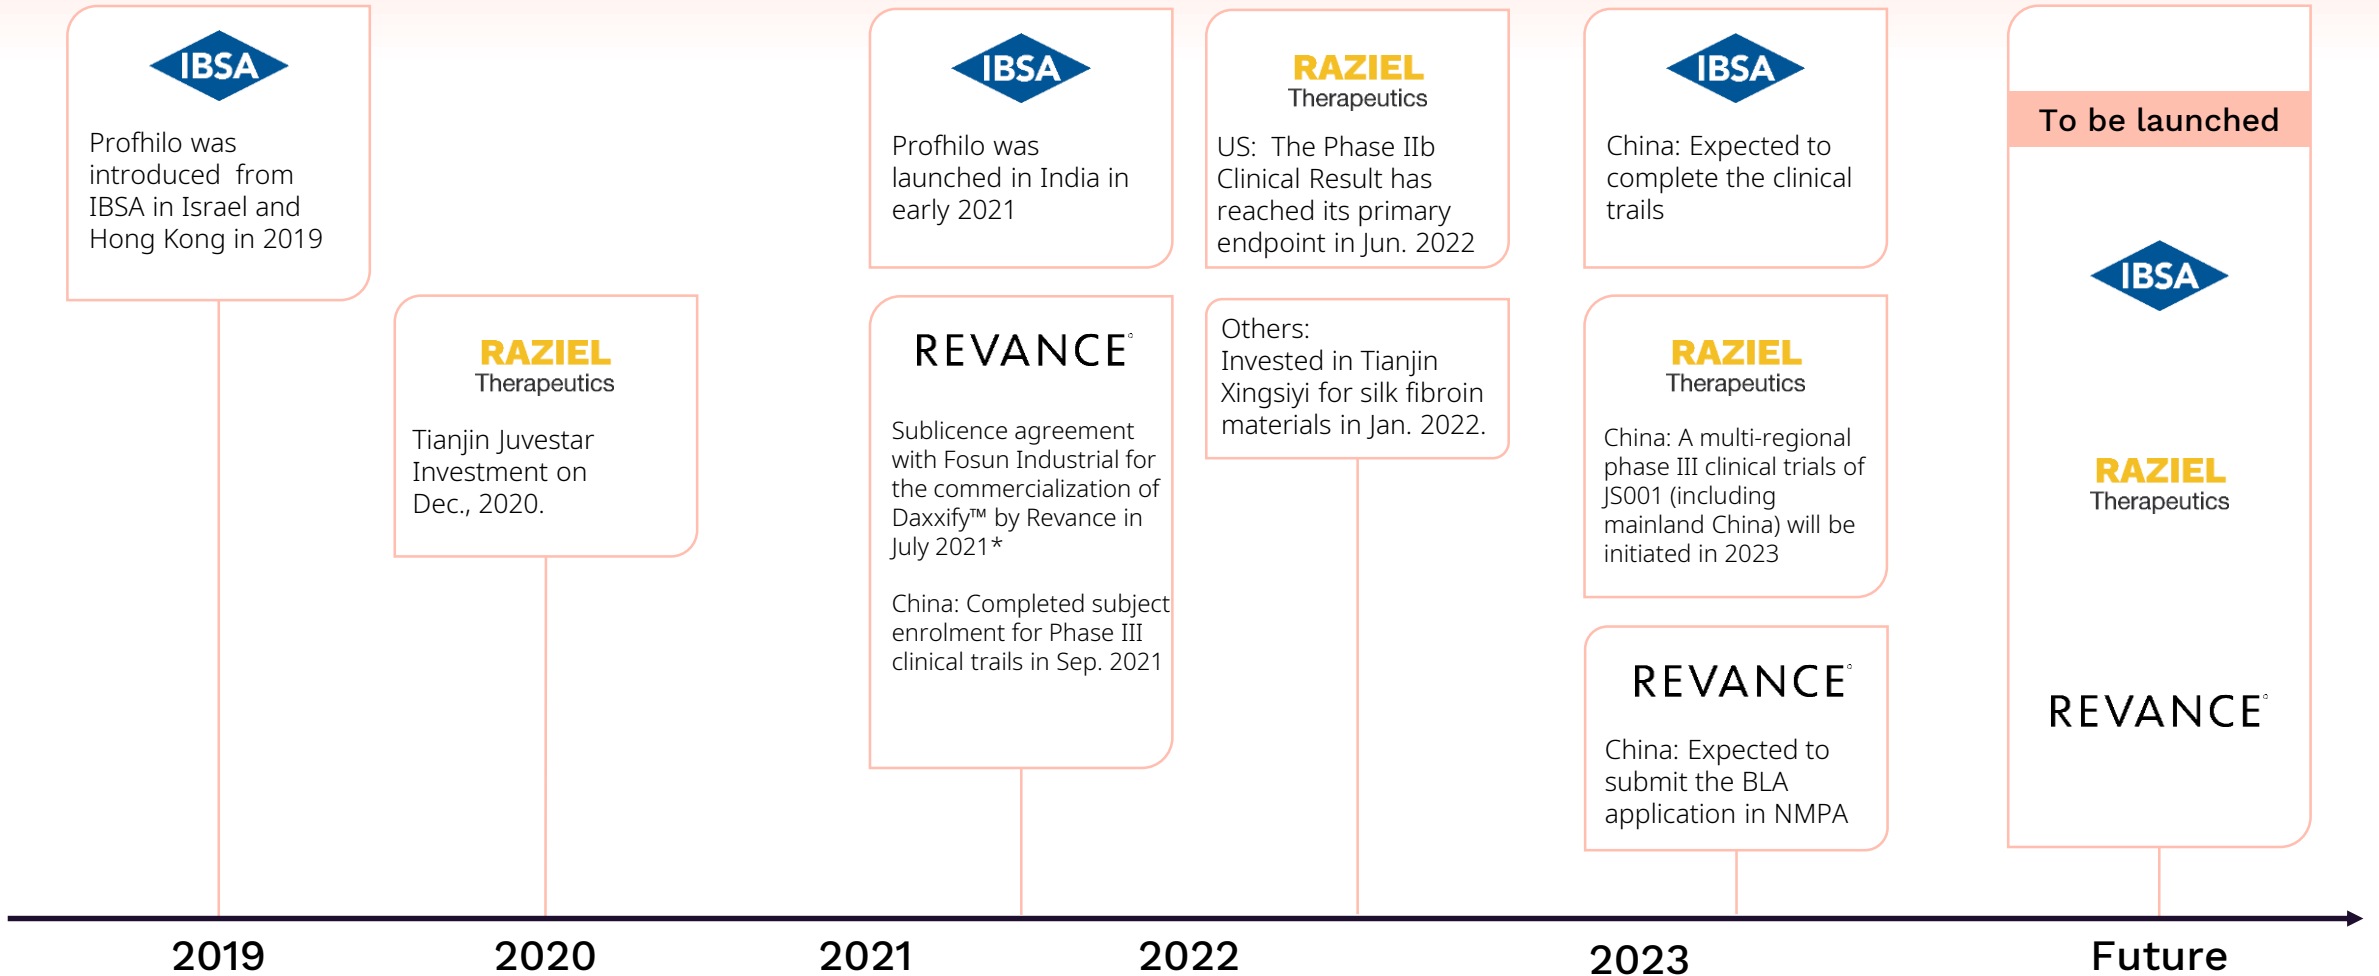 IBSA
Profhilo was
introduced from
IBSA in Israel and
Hong Kong in 2019
RAZIEL
Therapeutics
Tianjin Juvestar
Investment on
Dec., 2020.
IBSA
Profhilo was
launched in India in
early 2021
REVANCE
Sublicence agreement
with Fosun Industrial for
the commercialization of
Daxxify™ by Revance in
July 2021*
China: Completed subject
enrolment for Phase III
clinical trails in Sep. 2021
RAZIEL
Therapeutics
US: The Phase IIb
Clinical Result has
reached its primary
endpoint in Jun. 2022
Others:
Invested in Tianjin
Xingsiyi for silk fibroin
materials in Jan. 2022.
IBSA
China: Expected to
complete the clinical
trails
RAZIEL
Therapeutics
China: A multi-regional
phase III clinical trials of
JS001 (including
mainland China) will be
initiated in 2023
REVANCE
China: Expected to
submit the BLA
application in NMPA
To be launched
IBSA
RAZIEL
Therapeutics
REVANCE
2019
2020
2021
2022
2023
Future